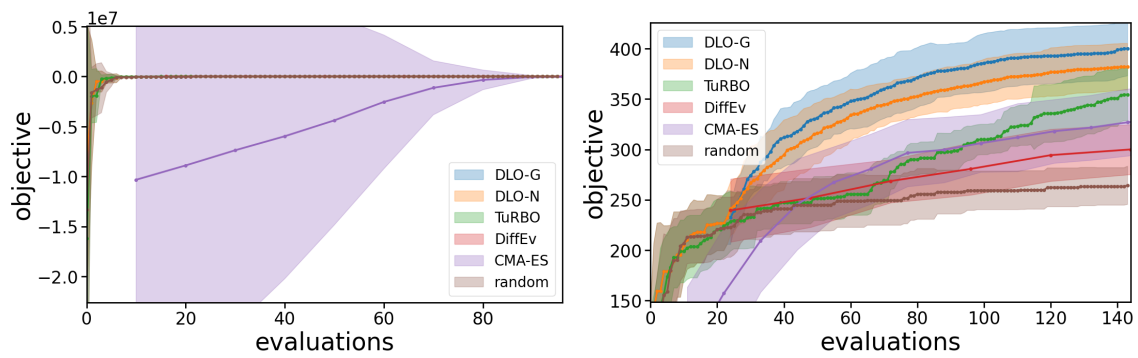 1e7
0.5
0.0
−0.5
−1.0
−1.5
−2.0
objective
0 20 40 60 80
evaluations
DLO-G
DLO-N
TuRBO
DiffEv
CMA-ES
random
400
350
300
250
200
150
objective
0 20 40 60 80 100 120 140
evaluations
DLO-G
DLO-N
TuRBO
DiffEv
CMA-ES
random